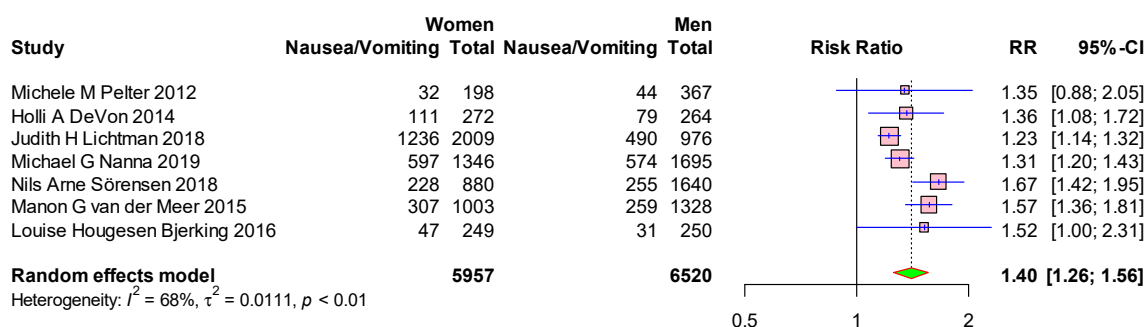 Women Men
Study Nausea/Vomiting Total Nausea/Vomiting Total Risk Ratio RR 95%-CI
Michele M Pelter 2012 32 198 44 367 1.35 [0.88; 2.05]
Holli A DeVon 2014 111 272 79 264 1.36 [1.08; 1.72]
Judith H Lichtman 2018 1236 2009 490 976 1.23 [1.14; 1.32]
Michael G Nanna 2019 597 1346 574 1695 1.31 [1.20; 1.43]
Nils Arne Sörensen 2018 228 880 255 1640 1.67 [1.42; 1.95]
Manon G van der Meer 2015 307 1003 259 1328 1.57 [1.36; 1.81]
Louise Hougesen Bjerking 2016 47 249 31 250 1.52 [1.00; 2.31]
Random effects model 5957 6520 1.40 [1.26; 1.56]
Heterogeneity: I² = 68%, τ² = 0.0111, p < 0.01
0.5 1 2